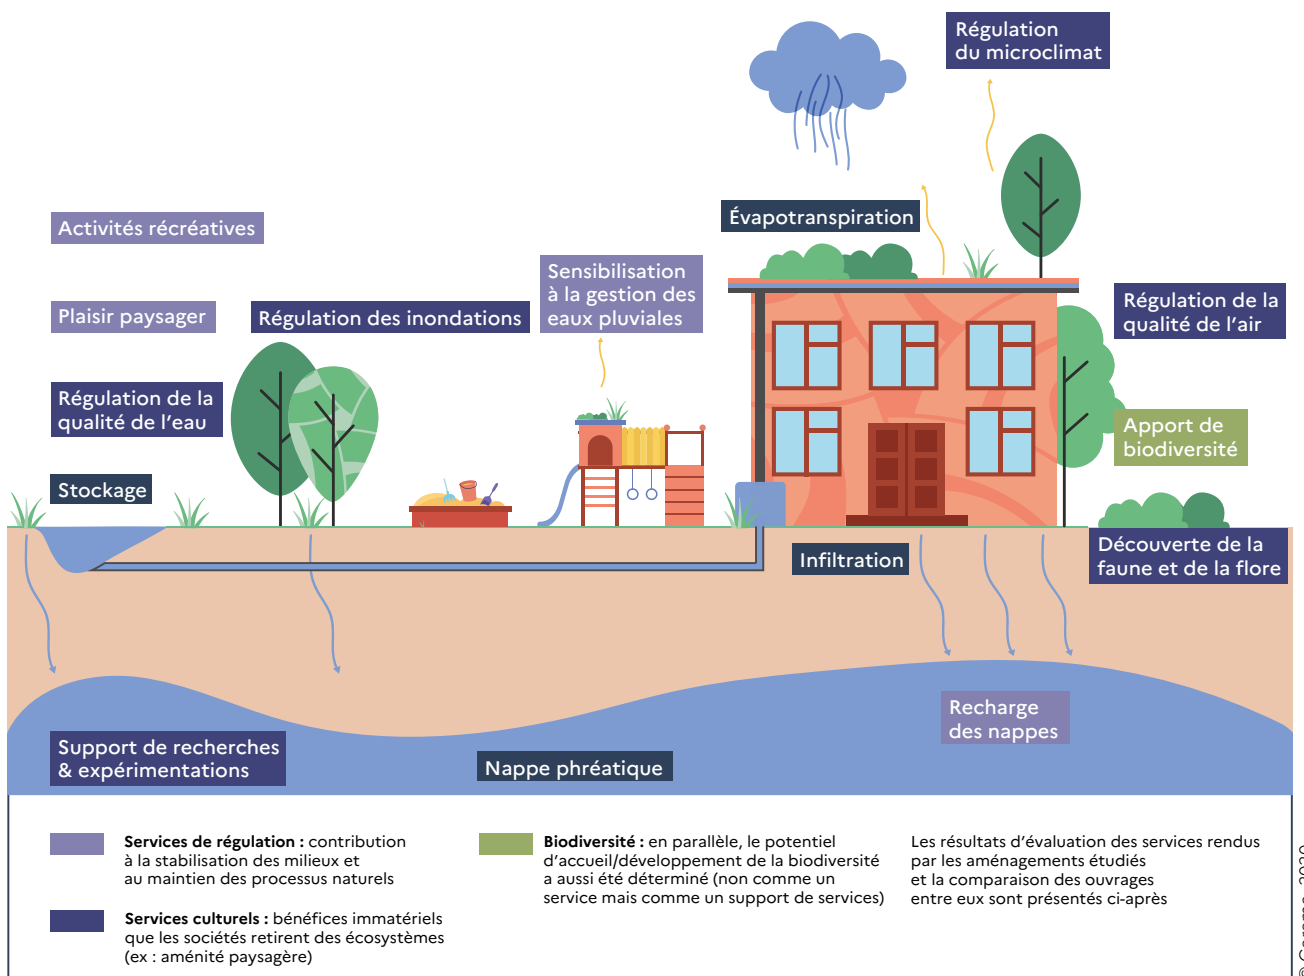 Régulation
du microclimat
Évapotranspiration
Activités récréatives
Sensibilisation
à la gestion des
eaux pluviales
Plaisir paysager
Régulation des inondations
Régulation de la
qualité de l'air
Régulation de la
qualité de l'eau
Apport de
biodiversité
Stockage
Infiltration
Découverte de la
faune et de la flore
Recharge
des nappes
Support de recherches
& expérimentations
Nappe phréatique
Services de régulation : contribution
à la stabilisation des milieux et
au maintien des processus naturels
Services culturels : bénéfices immatériels
que les sociétés retirent des écosystèmes
(ex : aménité paysagère)
Biodiversité : en parallèle, le potentiel
d'accueil/développement de la biodiversité
a aussi été déterminé (non comme un
service mais comme un support de services)
Les résultats d'évaluation des services rendus
par les aménagements étudiés
et la comparaison des ouvrages
entre eux sont présentés ci-après